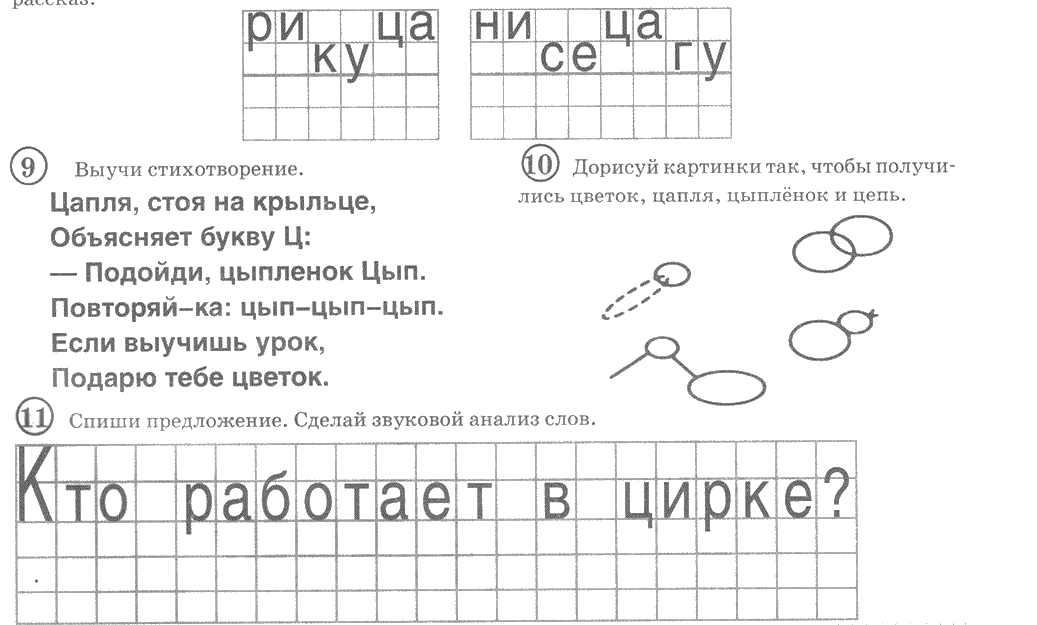 рассказ.
ри ца ни ца
ку се гу
9 Выучи стихотворение.
Цапля, стоя на крыльце,
Объясняет букву Ц:
— Подойди, цыпленок Цып.
Повторяй–ка: цып–цып–цып.
Если выучишь урок,
Подарю тебе цветок.
10 Дорисуй картинки так, чтобы получи-
лись цветок, цапля, цыплёнок и цепь.
11 Спиши предложение. Сделай звуковой анализ слов.
Кто работает в цирке?